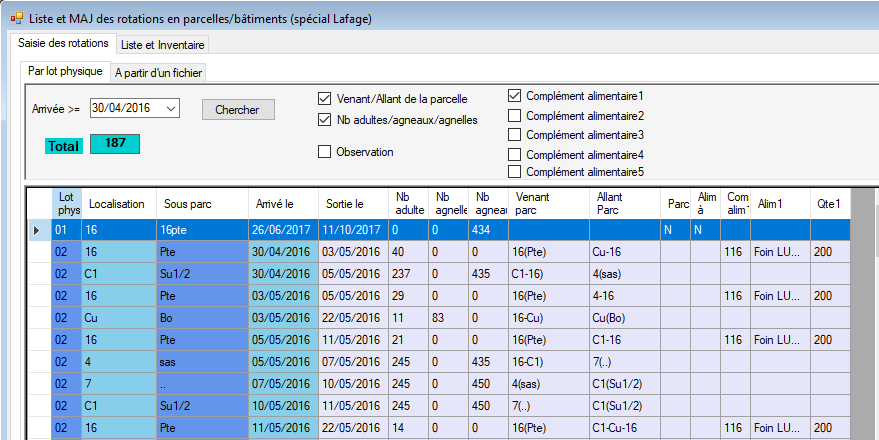 Liste et MAJ des rotations en parcelles/bâtiments (spécial Lafage)
Saisie des rotations Liste et Inventaire
Par lot physique A partir d'un fichier
Arrivée >= 30/04/2016 Chercher
Total 187
Venant/Allant de la parcelle
Nb adultes/agneaux/agnelles
Observation
Complément alimentaire1
Complément alimentaire2
Complément alimentaire3
Complément alimentaire4
Complément alimentaire5
Lot phys Localisation Sous parc Arrivé le Sortie le Nb adulte Nb agnelle Nb agneau Venant parc Allant Parc Parc Alim à Com alim1 Alim1 Qte1
01 16 16pte 26/06/2017 11/10/2017 0 0 434 N N
02 16 Pte 30/04/2016 03/05/2016 40 0 0 16(Pte) Cu-16 116 Foin LU... 200
02 C1 Su1/2 30/04/2016 05/05/2016 237 0 435 C1-16) 4(sas)
02 16 Pte 03/05/2016 05/05/2016 29 0 0 16(Pte) 4-16 116 Foin LU... 200
02 Cu Bo 03/05/2016 22/05/2016 11 83 0 16-Cu) Cu(Bo)
02 16 Pte 05/05/2016 11/05/2016 21 0 0 16(Pte) C1-16 116 Foin LU... 200
02 4 sas 05/05/2016 07/05/2016 245 0 435 16-C1) 7(..)
02 7 .. 07/05/2016 10/05/2016 245 0 450 4(sas) C1(Su1/2)
02 C1 Su1/2 10/05/2016 11/05/2016 245 0 450 7(..) C1(Su1/2)
02 16 Pte 11/05/2016 22/05/2016 14 0 0 16(Pte) C1-Cu-16 116 Foin LU... 200